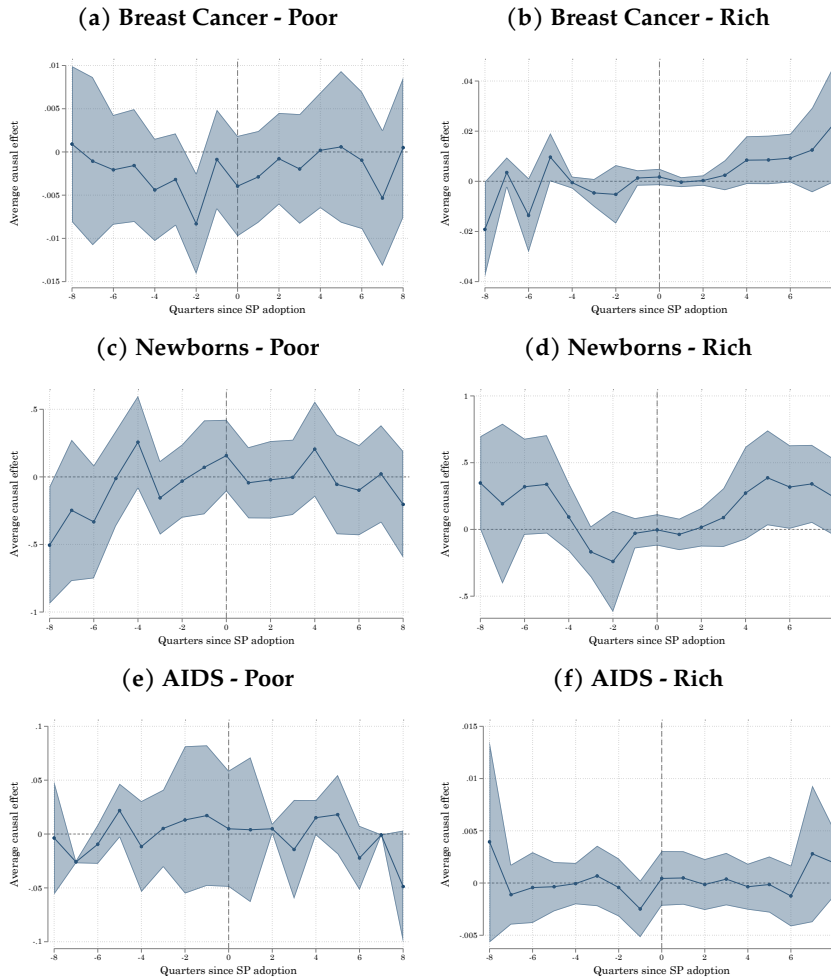 (a) Breast Cancer - Poor
.01
.005
0
-.005
-.01
-.015
Average causal effect
-8 -6 -4 -2 0 2 4 6 8
Quarters since SP adoption
(b) Breast Cancer - Rich
.04
.02
0
-.02
-.04
Average causal effect
-8 -6 -4 -2 0 2 4 6
Quarters since SP adoption
(c) Newborns - Poor
.5
0
-.5
-1
Average causal effect
-8 -6 -4 -2 0 2 4 6 8
Quarters since SP adoption
(d) Newborns - Rich
1
.5
0
-.5
Average causal effect
-8 -6 -4 -2 0 2 4 6
Quarters since SP adoption
(e) AIDS - Poor
.1
.05
0
-.05
-.1
Average causal effect
-8 -6 -4 -2 0 2 4 6 8
Quarters since SP adoption
(f) AIDS - Rich
.015
.01
.005
0
-.005
Average causal effect
-8 -6 -4 -2 0 2 4 6
Quarters since SP adoption